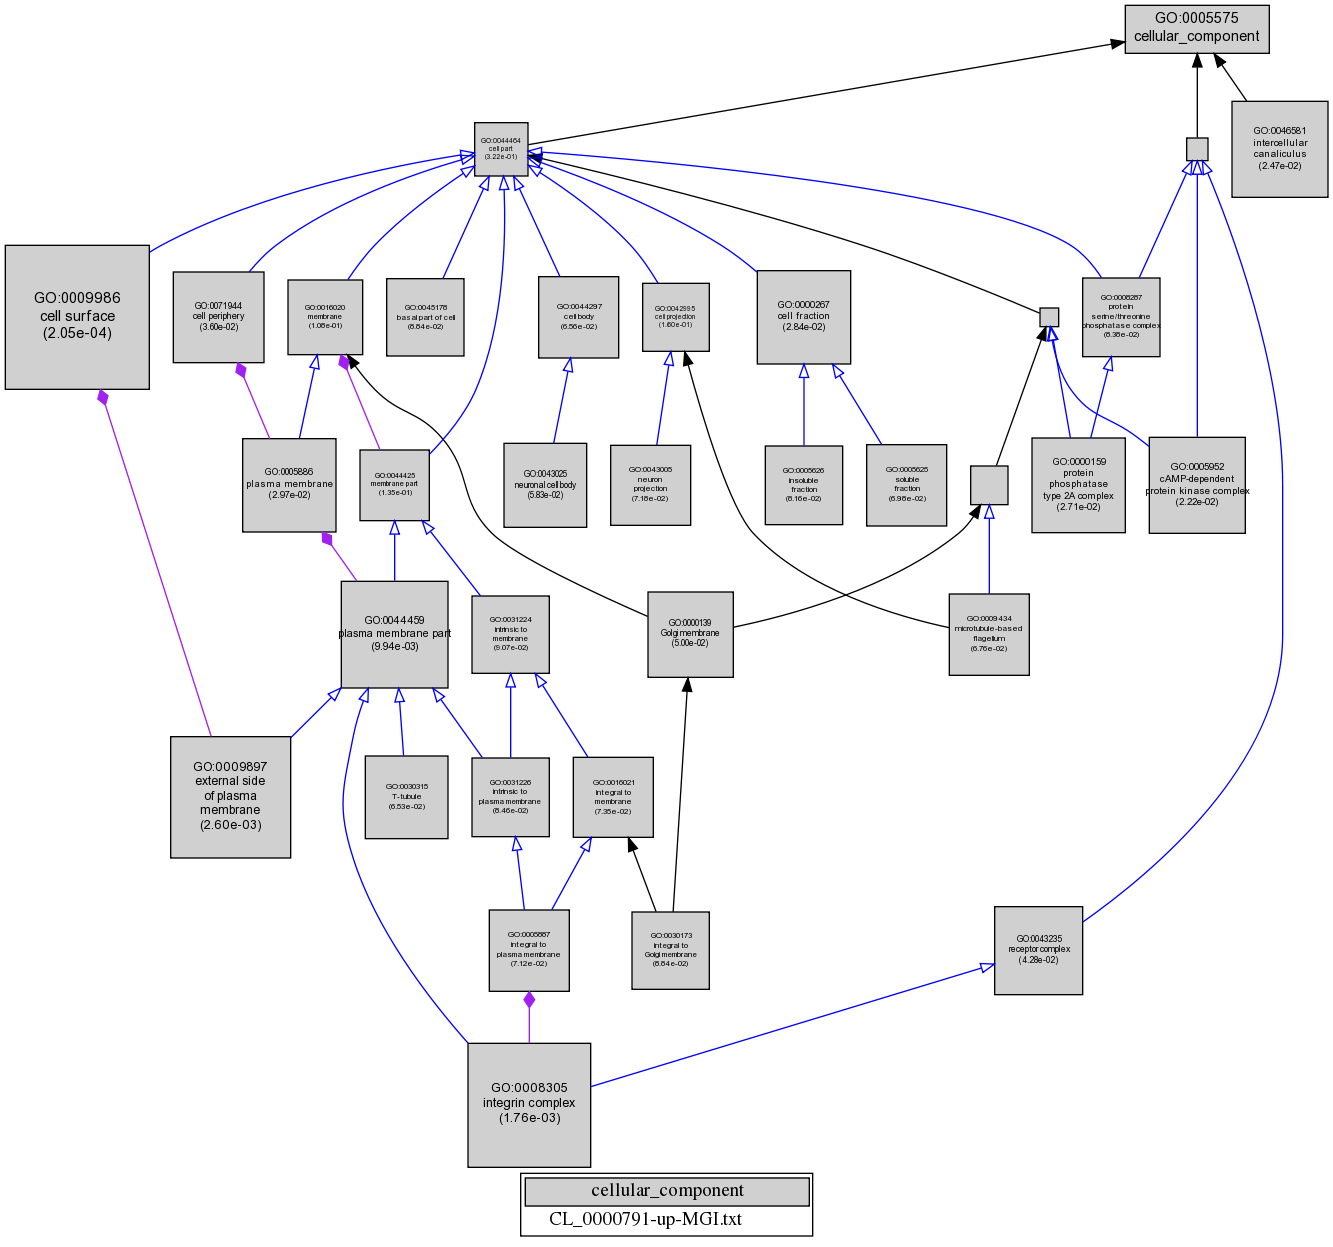 GO:0005575
cellular_component
GO:0046581
intercellular
canaliculus
(2.47e-02)
GO:0044464
cell part
(3.22e-01)
GO:0009986
cell surface
(2.05e-04)
GO:0071944
cell periphery
(3.60e-02)
GO:0016020
membrane
(1.08e-01)
GO:0045178
basal part of cell
(8.84e-02)
GO:0044297
cell body
(6.56e-02)
GO:0042995
cell projection
(1.60e-01)
GO:0000267
cell fraction
(2.84e-02)
GO:0008287
protein
serine/threonine
phosphatase complex
(8.38e-02)
GO:0005886
plasma membrane
(2.97e-02)
GO:0044425
membrane part
(1.35e-01)
GO:0043025
neuronal cell body
(5.83e-02)
GO:0043005
neuron
projection
(7.18e-02)
GO:0005626
insoluble
fraction
(8.16e-02)
GO:0005625
soluble
fraction
(6.98e-02)
GO:0000159
protein
phosphatase
type 2A complex
(2.71e-02)
GO:0005952
cAMP-dependent
protein kinase complex
(2.22e-02)
GO:0044459
plasma membrane part
(9.94e-03)
GO:0031224
intrinsic to
membrane
(9.07e-02)
GO:0000139
Golgi membrane
(5.00e-02)
GO:0009434
microtubule-based
flagellum
(6.76e-02)
GO:0009897
external side
of plasma
membrane
(2.60e-03)
GO:0030315
T-tubule
(6.53e-02)
GO:0031226
intrinsic to
plasma membrane
(8.46e-02)
GO:0016021
integral to
membrane
(7.35e-02)
GO:0005887
integral to
plasma membrane
(7.12e-02)
GO:0030173
integral to
Golgi membrane
(8.84e-02)
GO:0043235
receptor complex
(4.28e-02)
GO:0008305
integrin complex
(1.76e-03)
cellular_component
CL_0000791-up-MGI.txt